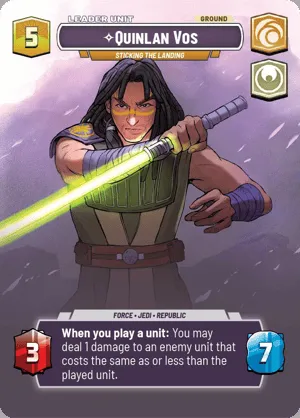 LEADER UNIT
GROUND
5
✧QUINLAN VOS
STICKING THE LANDING
FORCE • JEDI • REPUBLIC
When you play a unit: You may
deal 1 damage to an enemy unit that
costs the same as or less than the
played unit.
3
7